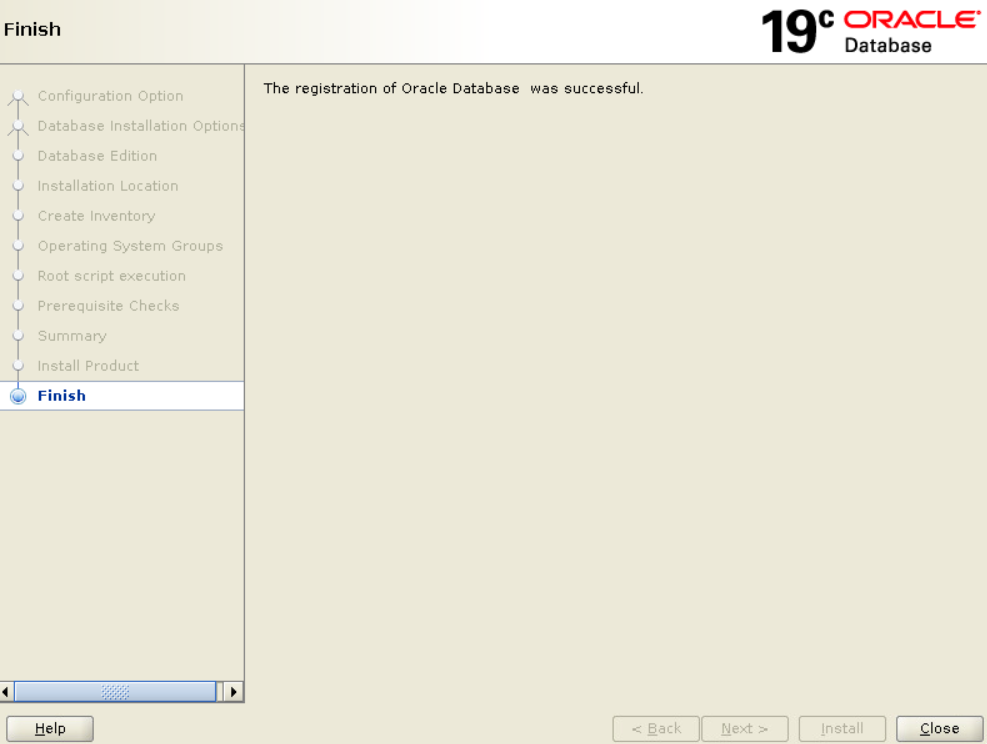 Finish
19c ORACLE
Database
Configuration Option
Database Installation Options
Database Edition
Installation Location
Create Inventory
Operating System Groups
Root script execution
Prerequisite Checks
Summary
Install Product
Finish
The registration of Oracle Database was successful.
Help
< Back
Next >
Install
Close